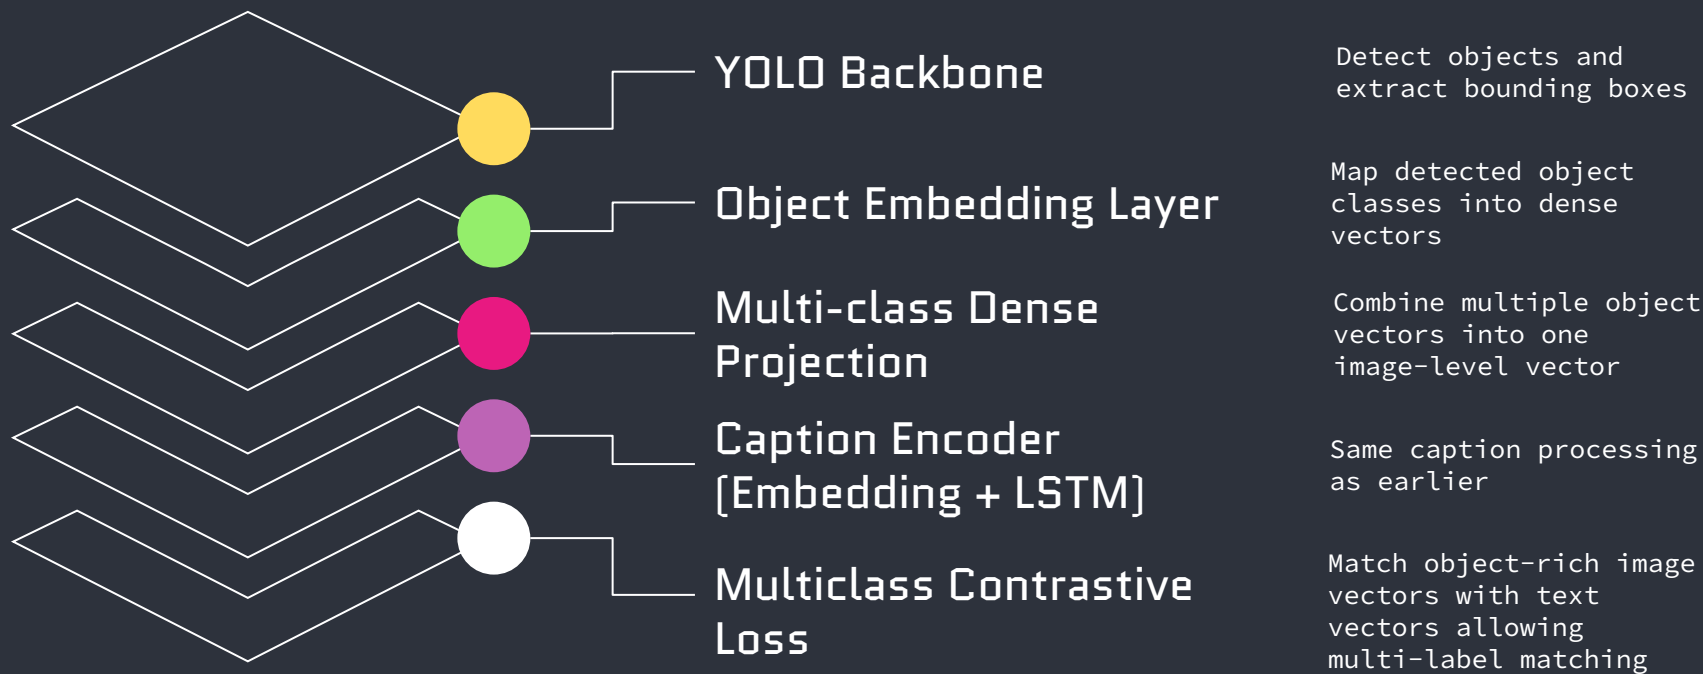 YOLO Backbone
Detect objects and
extract bounding boxes
Object Embedding Layer
Map detected object
classes into dense
vectors
Multi-class Dense
Projection
Combine multiple object
vectors into one
image-level vector
Caption Encoder
(Embedding + LSTM)
Same caption processing
as earlier
Multiclass Contrastive
Loss
Match object-rich image
vectors with text
vectors allowing
multi-label matching